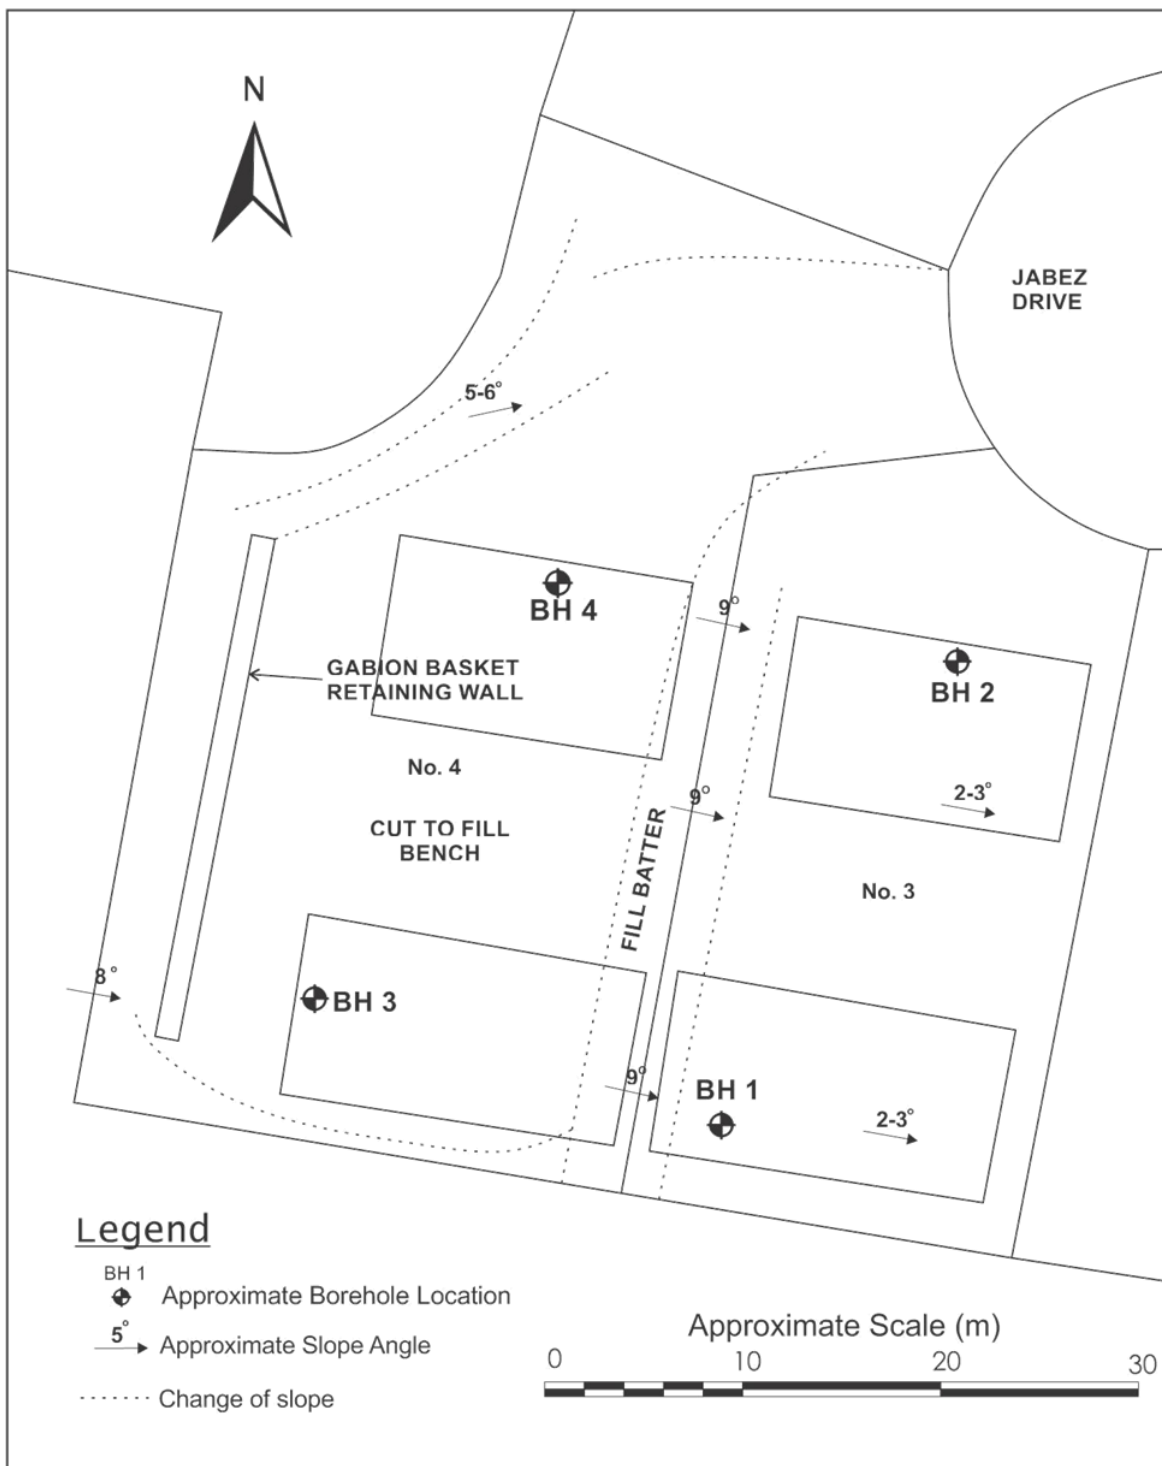 N
JABEZ
DRIVE
5-6°
BH 4
9°
GABION BASKET
RETAINING WALL
BH 2
No. 4
9°
2-3°
CUT TO FILL
BENCH
FILL BATTER
No. 3
8°
BH 3
9°
BH 1
2-3°
Legend
BH 1
Approximate Borehole Location
5°
Approximate Slope Angle
Change of slope
Approximate Scale (m)
0 10 20 30